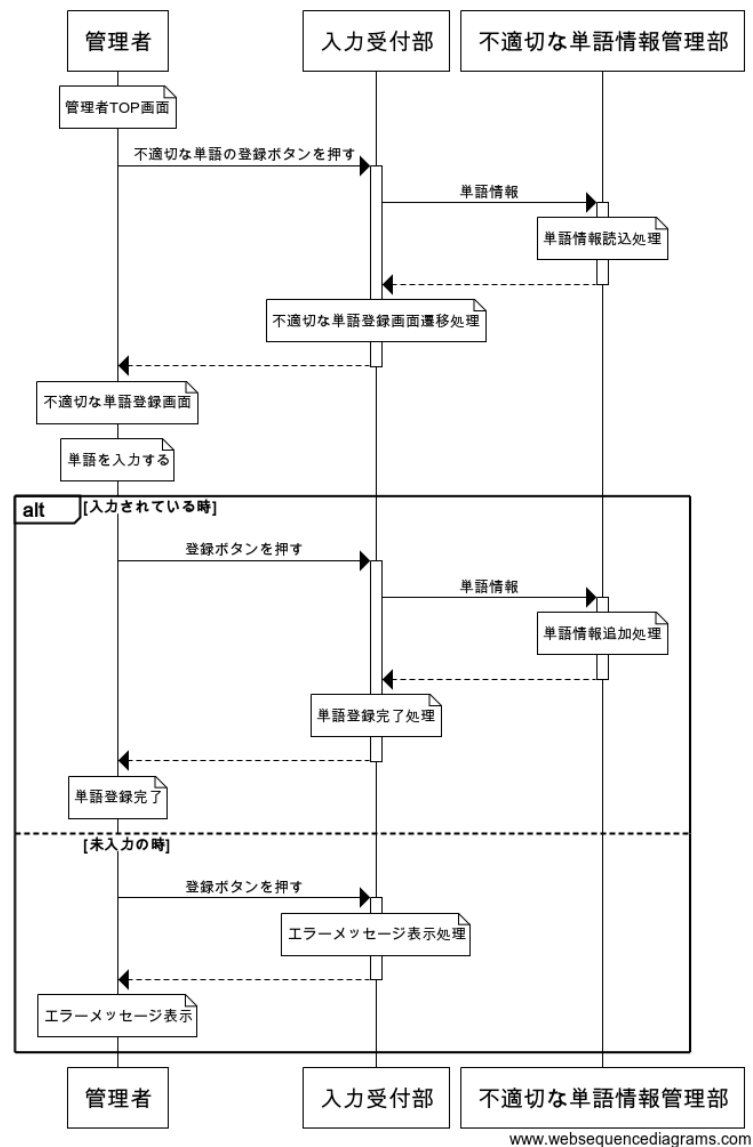 管理者
入力受付部
不適切な単語情報管理部
管理者TOP画面
不適切な単語の登録ボタンを押す
単語情報
単語情報読込処理
不適切な単語登録画面遷移処理
不適切な単語登録画面
単語を入力する
alt
[入力されている時]
登録ボタンを押す
単語情報
単語情報追加処理
単語登録完了処理
単語登録完了
[未入力の時]
登録ボタンを押す
エラーメッセージ表示処理
エラーメッセージ表示
管理者
入力受付部
不適切な単語情報管理部
www.websequencediagrams.com